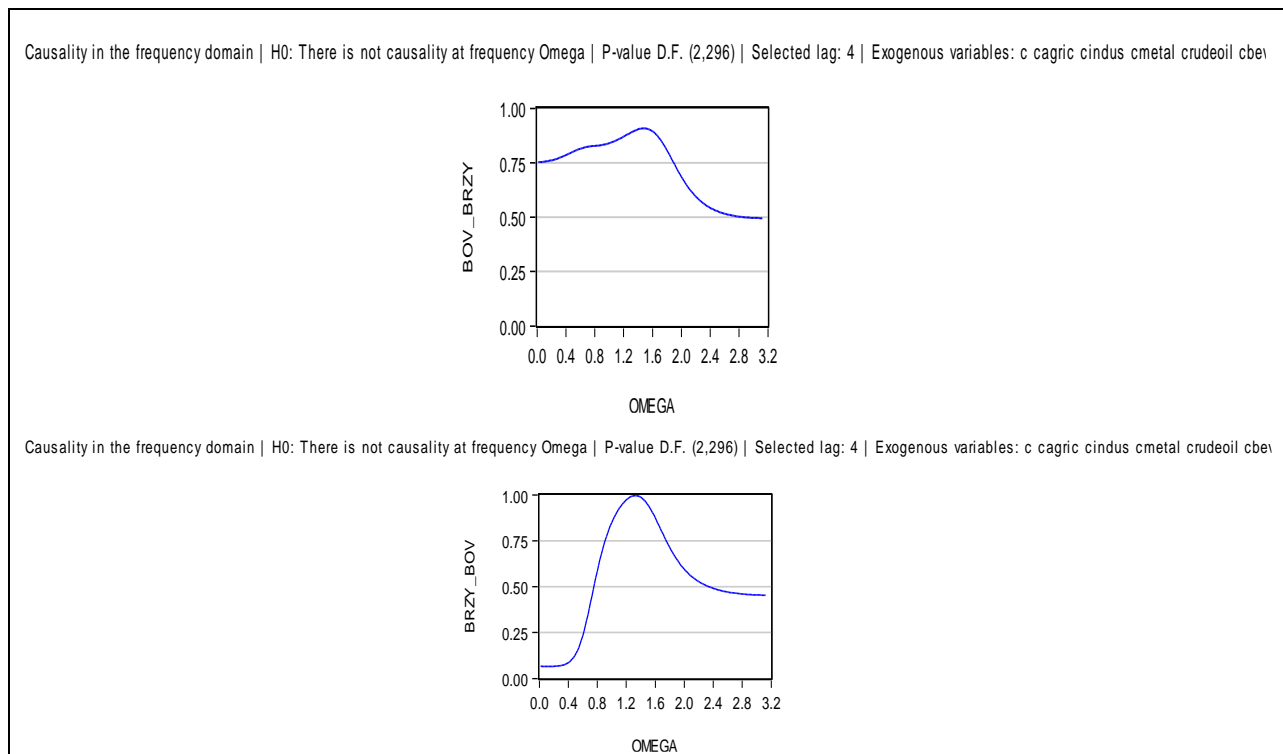 Causality in the frequency domain | H0: There is not causality at frequency Omega | P-value D.F. (2,296) | Selected lag: 4 | Exogenous variables: c cagric cindus cmetal crudeoil cbev
1.00
0.75
0.50
0.25
0.00
BOV_BRZY
0.0 0.4 0.8 1.2 1.6 2.0 2.4 2.8 3.2
OMEGA
Causality in the frequency domain | H0: There is not causality at frequency Omega | P-value D.F. (2,296) | Selected lag: 4 | Exogenous variables: c cagric cindus cmetal crudeoil cbev
1.00
0.75
0.50
0.25
0.00
BRZY_BOV
0.0 0.4 0.8 1.2 1.6 2.0 2.4 2.8 3.2
OMEGA